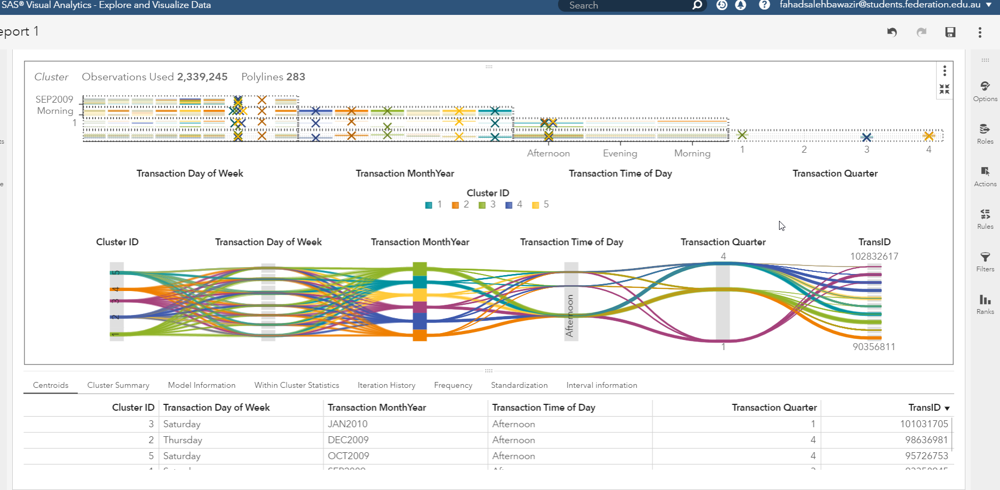 SAS® Visual Analytics - Explore and Visualize Data
Search
fahadsalehbawazir@students.federation.edu.au
eport 1
Cluster Observations Used 2,339,245 Polylines 283
SEP2009
Morning
1
Afternoon Evening Morning 1 2 3 4
Transaction Day of Week Transaction MonthYear Transaction Time of Day Transaction Quarter
Cluster ID
1 2 3 4 5
Cluster ID Transaction Day of Week Transaction MonthYear Transaction Time of Day Transaction Quarter TransID
4 102832617
5
4
3
2
1
Afternoon
1 90356811
Options
Roles
Actions
Rules
Filters
Ranks
ts
e
Centroids Cluster Summary Model Information Within Cluster Statistics Iteration History Frequency Standardization Interval information
Cluster ID Transaction Day of Week Transaction MonthYear Transaction Time of Day Transaction Quarter TransID
3 Saturday JAN2010 Afternoon 1 101031705
2 Thursday DEC2009 Afternoon 4 98636981
5 Saturday OCT2009 Afternoon 4 95726753